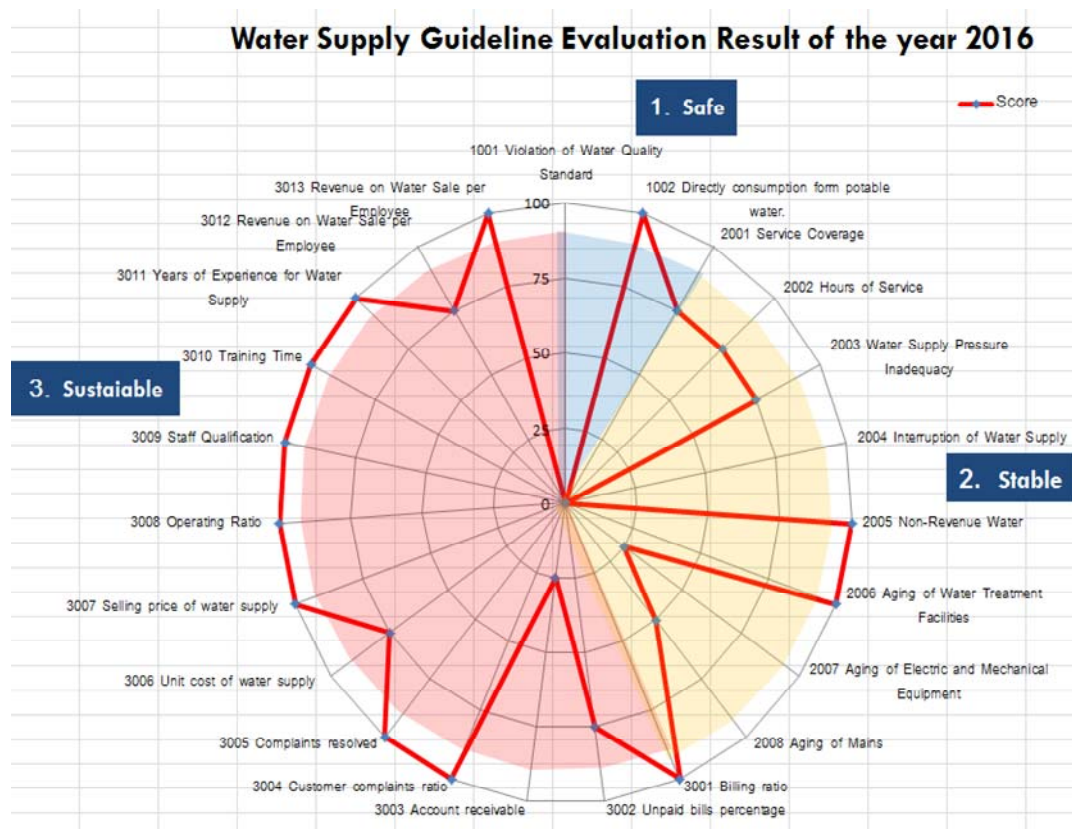 Water Supply Guideline Evaluation Result of the year 2016
1. Safe
Score
1001 Violation of Water Quality
Standard
1002 Directly consumption form potable
water.
2001 Service Coverage
2002 Hours of Service
2003 Water Supply Pressure
Inadequacy
2004 Interruption of Water Supply
2. Stable
2005 Non-Revenue Water
2006 Aging of Water Treatment
Facilities
2007 Aging of Electric and Mechanical
Equipment
2008 Aging of Mains
3001 Billing ratio
3002 Unpaid bills percentage
3003 Account receivable
3004 Customer complaints ratio
3005 Complaints resolved
3006 Unit cost of water supply
3007 Selling price of water supply
3008 Operating Ratio
3009 Staff Qualification
3. Sustaiable
3010 Training Time
3011 Years of Experience for Water
Supply
3012 Revenue on Water Sale per
Employee
3013 Revenue on Water Sale per
Employee
100
75
50
25
0